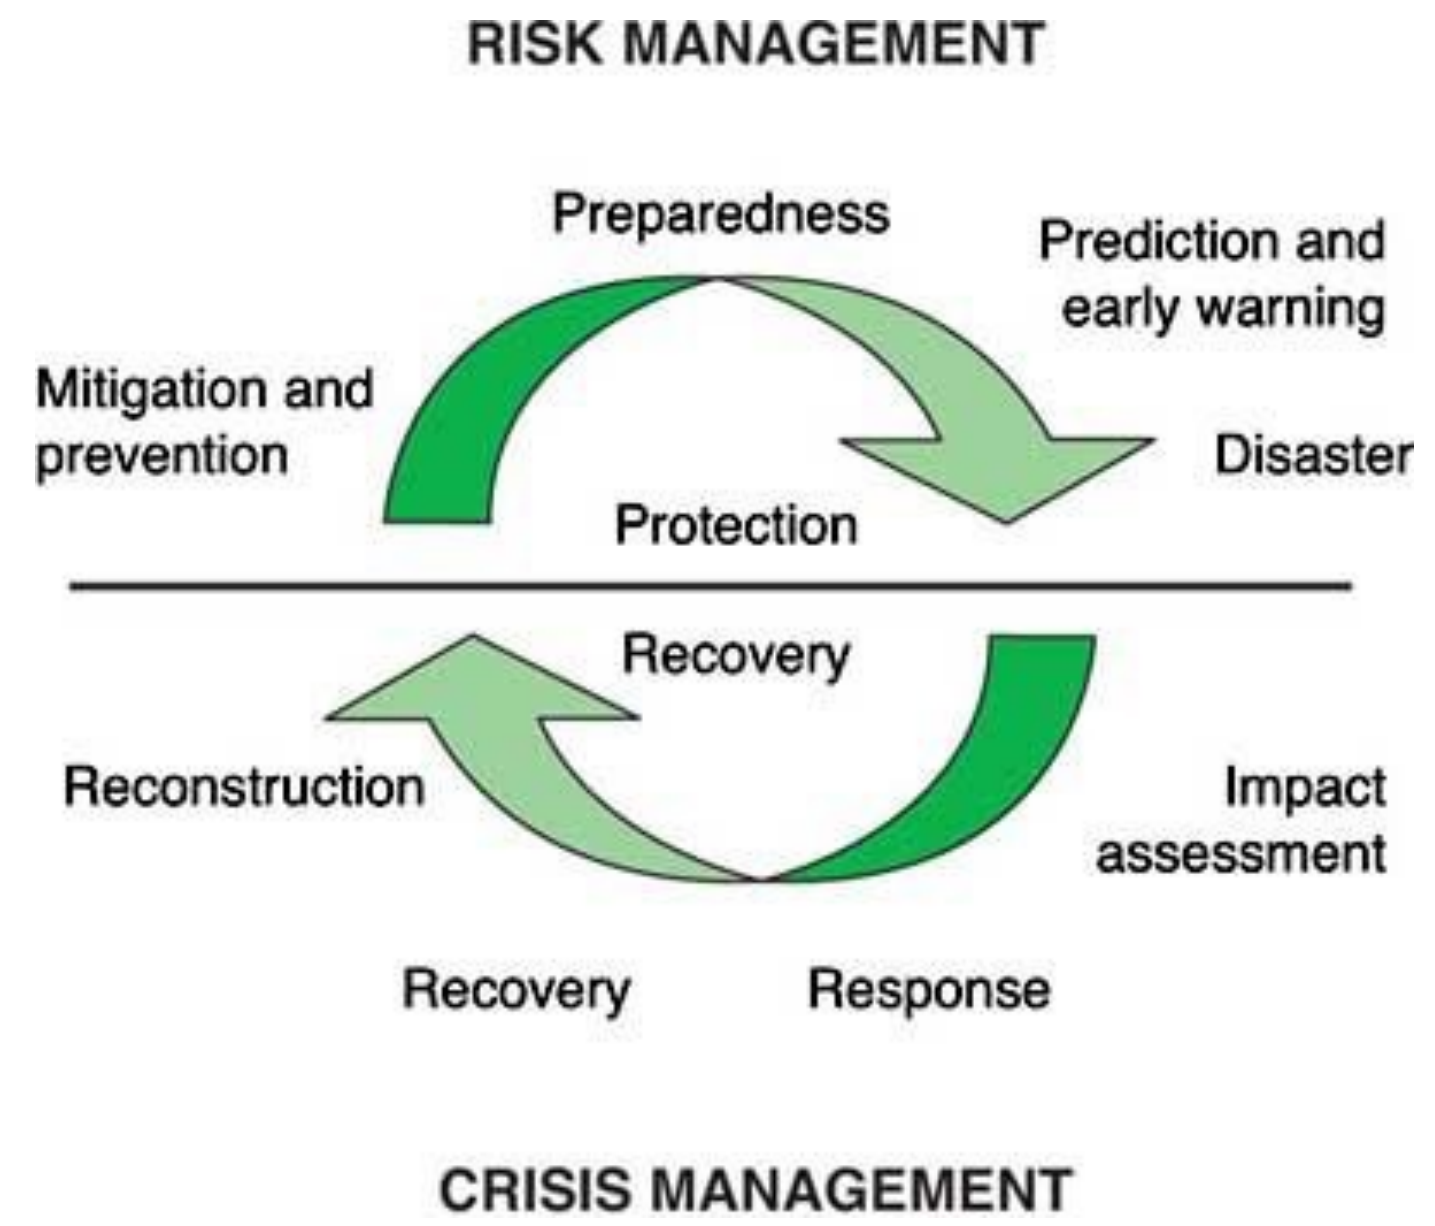 RISK MANAGEMENT
Preparedness
Prediction and
early warning
Mitigation and
prevention
Disaster
Protection
Recovery
Reconstruction
Impact
assessment
Recovery
Response
CRISIS MANAGEMENT